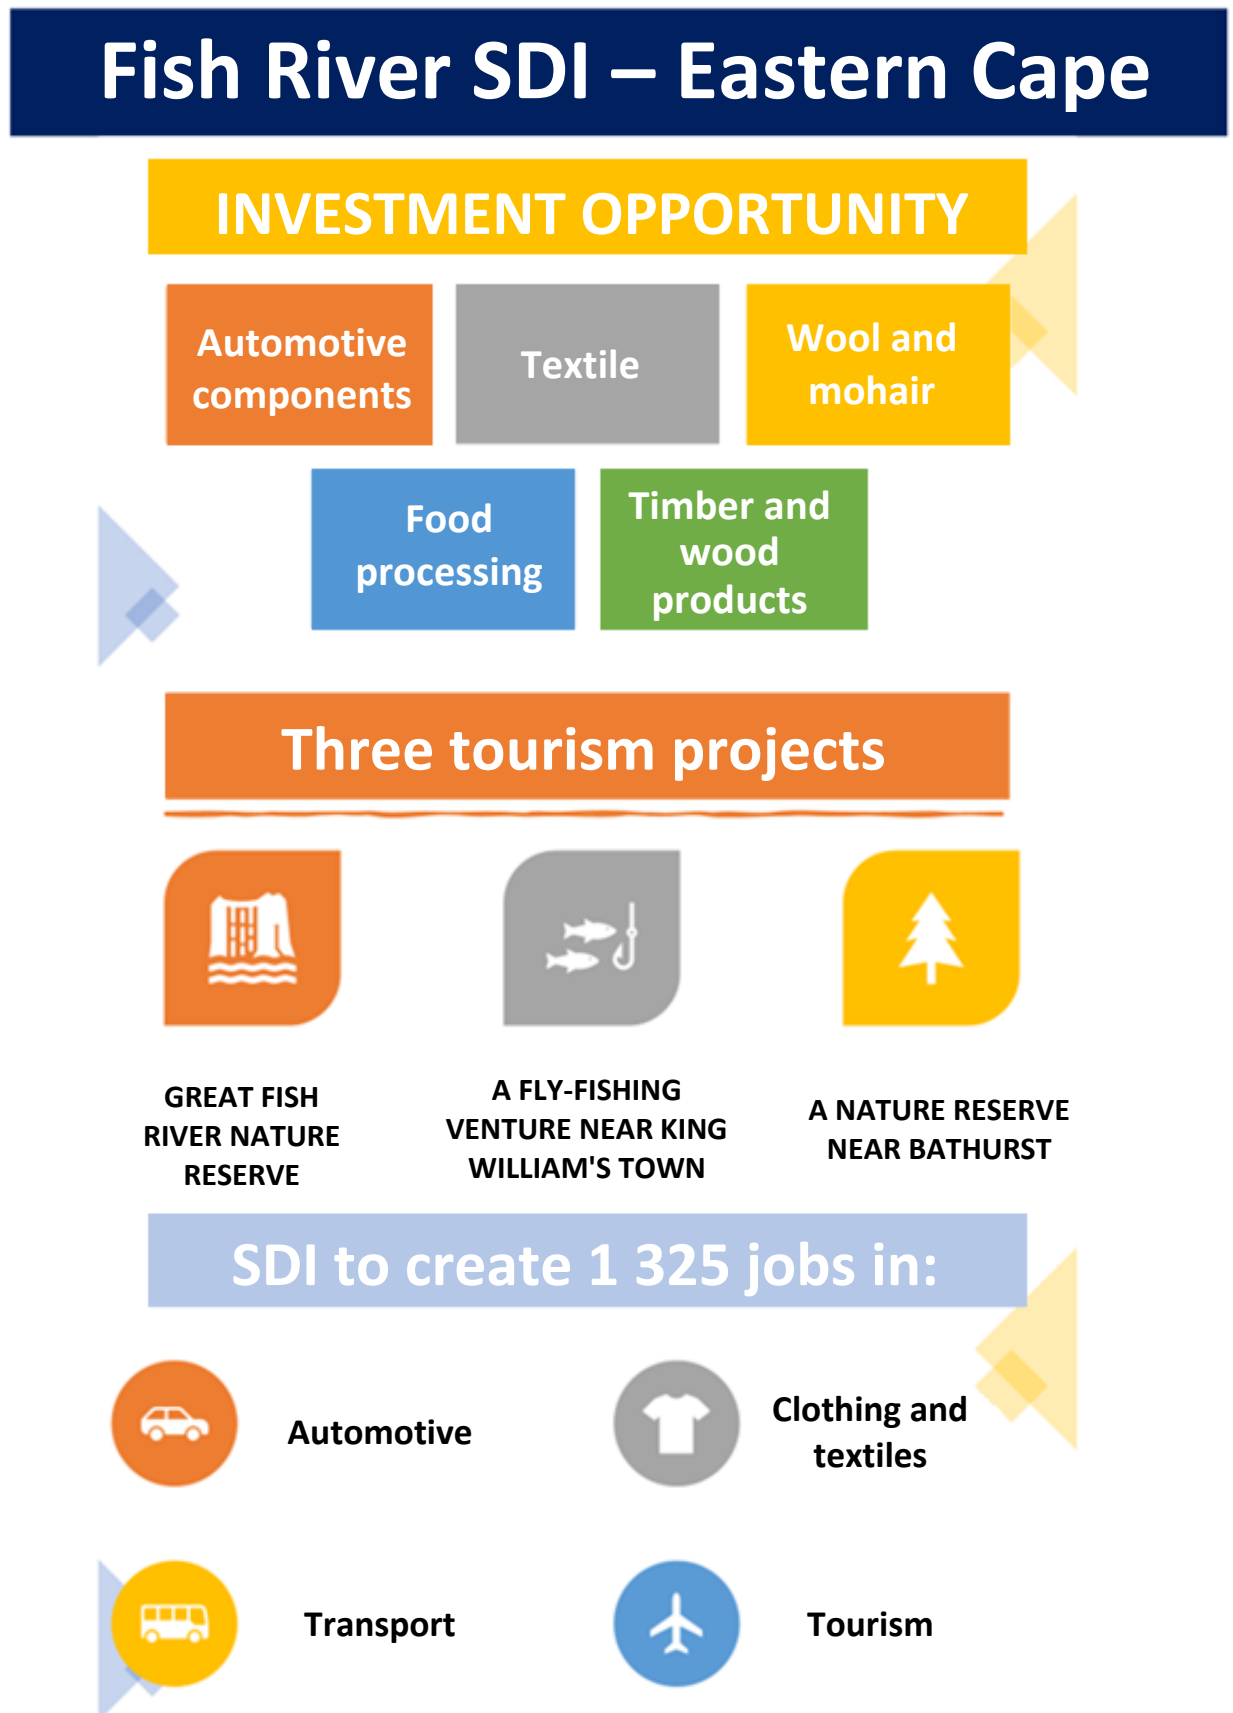 Fish River SDI – Eastern Cape
INVESTMENT OPPORTUNITY
Automotive
components
Textile
Wool and
mohair
Food
processing
Timber and
wood
products
Three tourism projects
GREAT FISH
RIVER NATURE
RESERVE
A FLY-FISHING
VENTURE NEAR KING
WILLIAM'S TOWN
A NATURE RESERVE
NEAR BATHURST
SDI to create 1 325 jobs in:
Automotive
Clothing and
textiles
Transport
Tourism